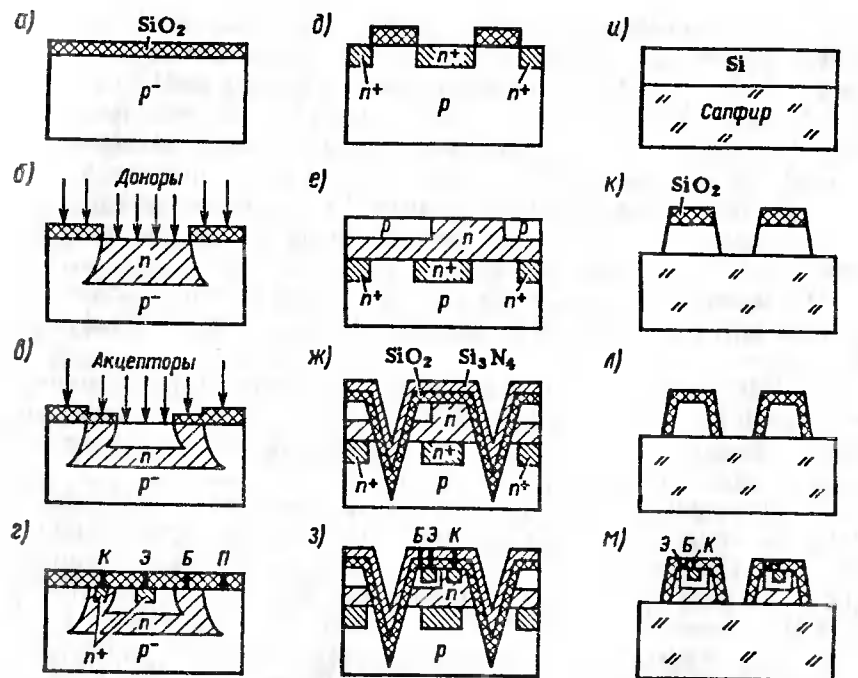 а) SiO₂
p⁻
б) Доноры
n
p⁻
в) Акцепторы
n
p⁻
г) К Э Б П
n
n⁺ p⁻
д)
n⁺ n⁺ n⁺
p
е)
p n p
n⁺ n⁺ n⁺
p
ж) SiO₂ Si₃N₄
n
n⁺ n⁺ n⁺
p
з) Б Э К
n
p
и)
Si
Сапфир
к) SiO₂
л)
м) Э Б К